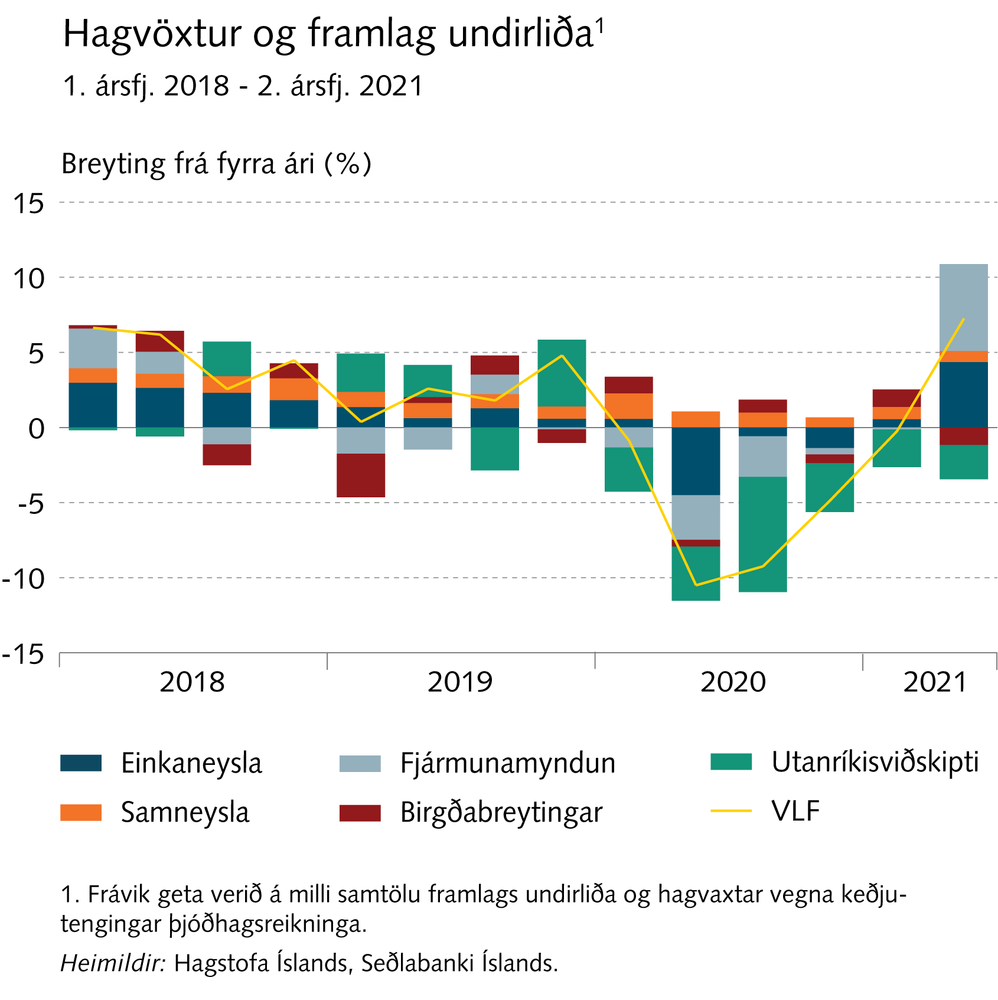 Hagvöxtur og framlag undirliða¹
1. ársfj. 2018 - 2. ársfj. 2021
Breyting frá fyrra ári (%)
15
10
5
0
-5
-10
-15
2018 2019 2020 2021
Einkaneysla Fjármunamyndun Utanríkisviðskipti
Samneysla Birgðabreytingar VLF
1. Frávik geta verið á milli samtölu framlags undirliða og hagvaxtar vegna keðju-
tengingar þjóðhagsreikninga.
Heimildir: Hagstofa Íslands, Seðlabanki Íslands.